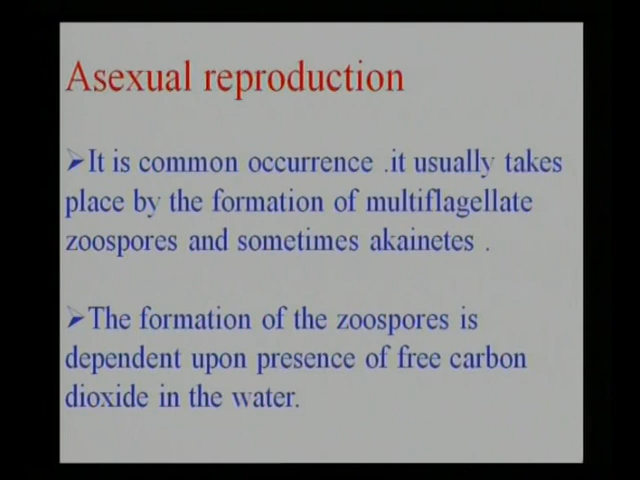 Asexual reproduction
➢It is common occurrence .it usually takes
place by the formation of multiflagellate
zoospores and sometimes akainetes .
➢The formation of the zoospores is
dependent upon presence of free carbon
dioxide in the water.